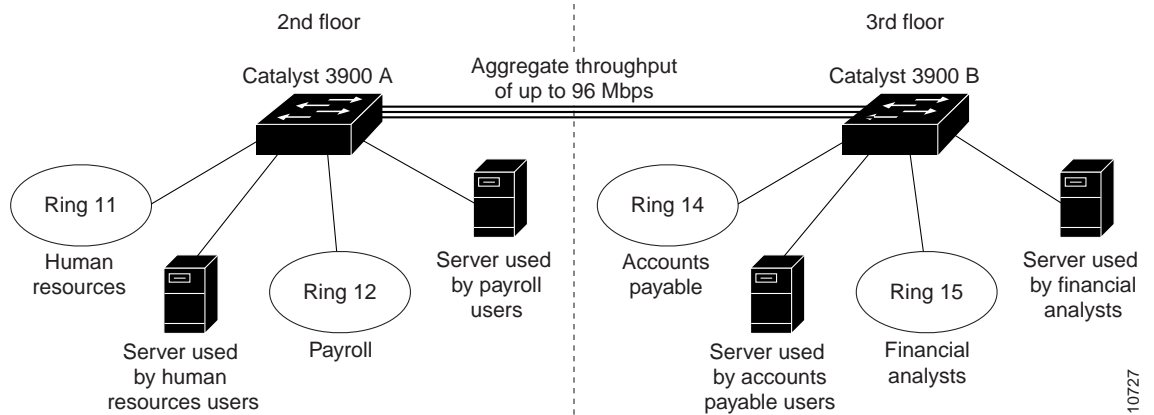 2nd floor
3rd floor
Catalyst 3900 A
Aggregate throughput
of up to 96 Mbps
Catalyst 3900 B
Ring 11
Human
resources
Server used
by human
resources users
Ring 12
Payroll
Server used
by payroll
users
Ring 14
Accounts
payable
Server used
by accounts
payable users
Ring 15
Financial
analysts
Server used
by financial
analysts
10727